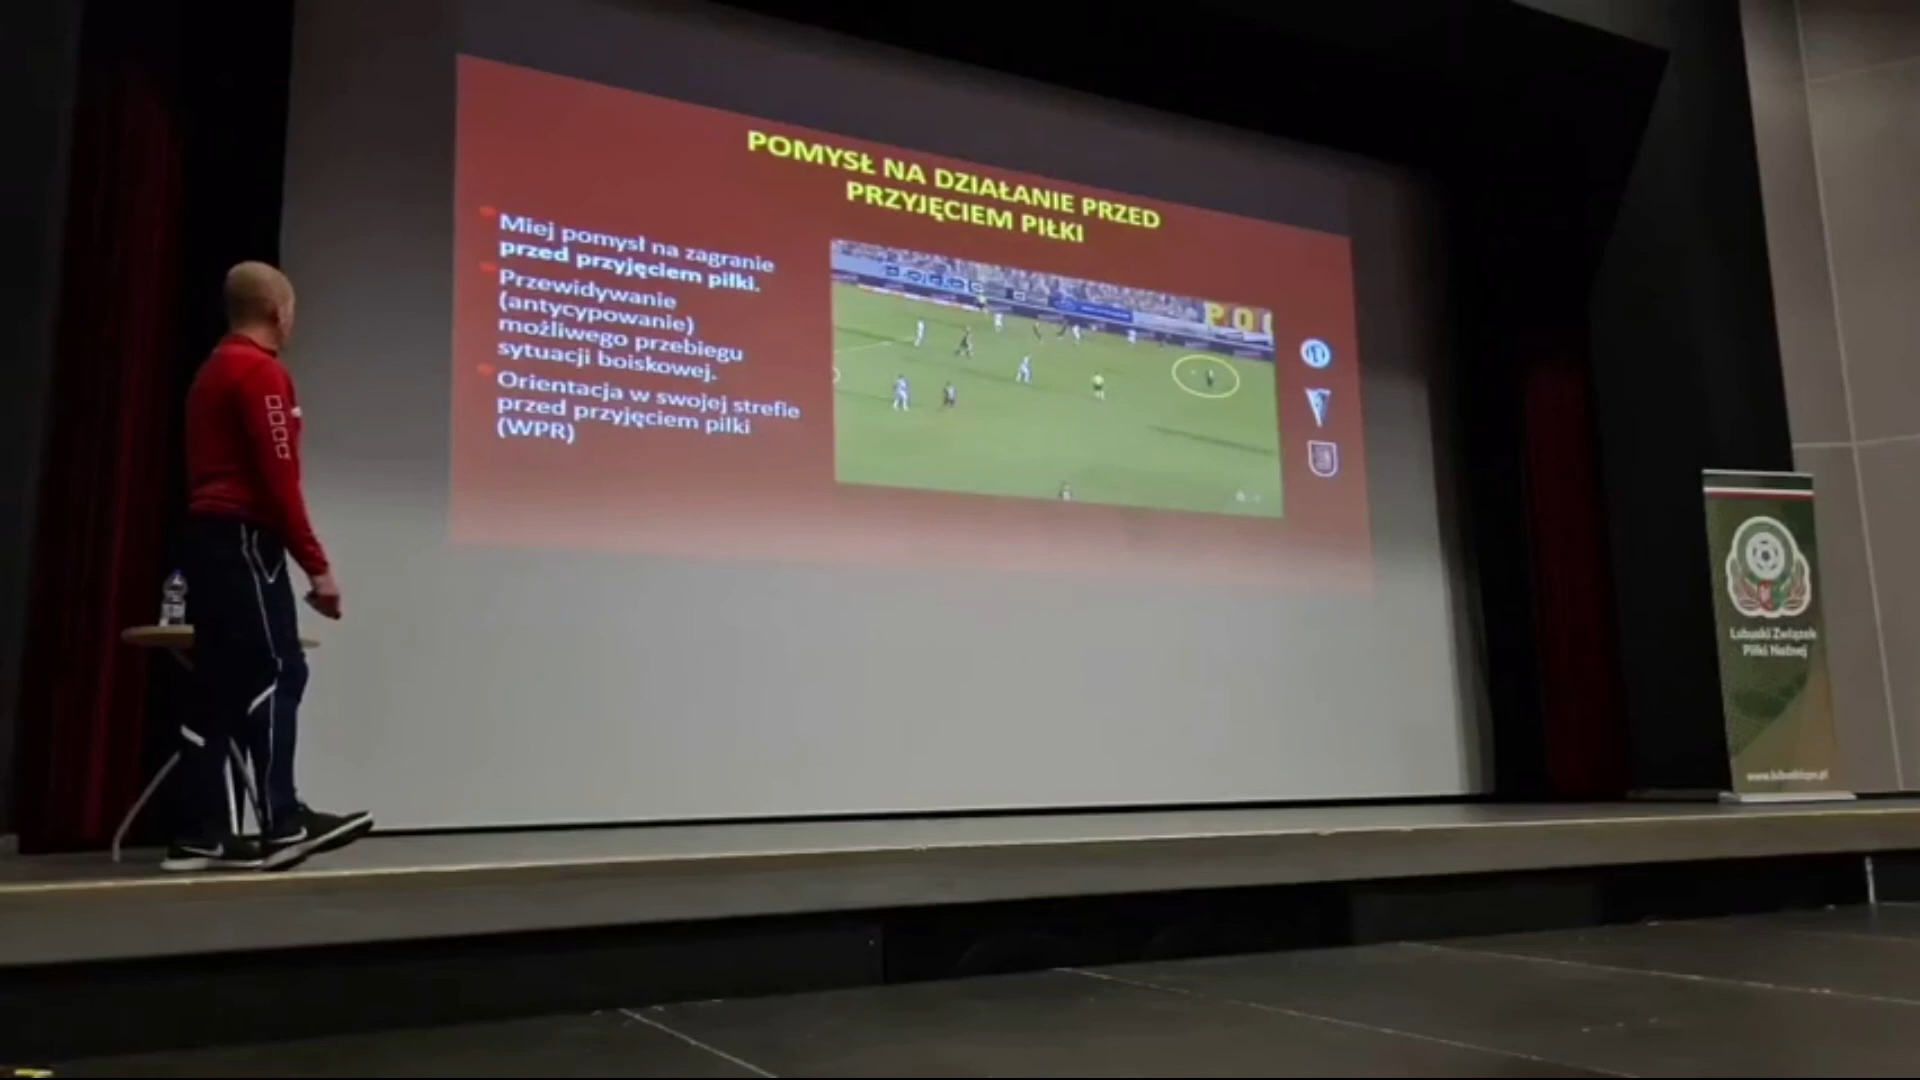 POMYSŁ NA DZIAŁANIE PRZED
PRZYJĘCIEM PIŁKI
Miej pomysł na zagranie
przed przyjęciem piłki.
Przewidywanie
(antycypowanie)
możliwego przebiegu
sytuacji boiskowej.
Orientacja w swojej strefie
przed przyjęciem piłki
(WPR)
Lubuski Związek
Piłki Nożnej